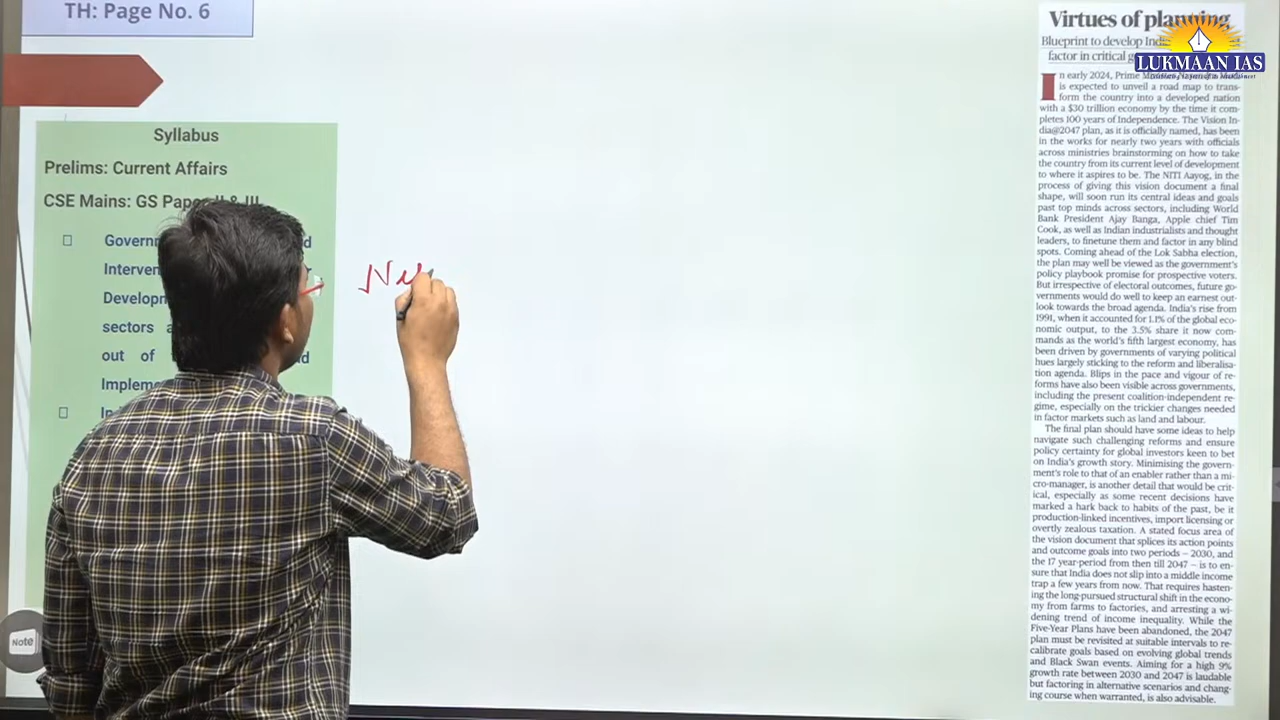 TH: Page No. 6
Syllabus
Prelims: Current Affairs
CSE Mains: GS Paper II & III
Govern
Interven
Developm
sectors
out of
Impleme
Note
LUKMAAN IAS
Virtues of planning
Blueprint to develop Indi
factor in critical g
In early 2024, Prime Minister Narendra Modi
is expected to unveil a road map to trans-
form the country into a developed nation
with a $30 trillion economy by the time it com-
pletes 100 years of Independence. The Vision In-
dia@2047 plan, as it is officially named, has been
in the works for nearly two years with officials
across ministries brainstorming on how to take
the country from its current level of development
to where it aspires to be. The NITI Aayog, in the
process of giving this vision document a final
shape, will soon run its central ideas and goals
past top minds across sectors, including World
Bank President Ajay Banga, Apple chief Tim
Cook, as well as Indian industrialists and thought
leaders, to finetune them and factor in any blind
spots. Coming ahead of the Lok Sabha election,
the plan may well be viewed as the government's
policy playbook promise for prospective voters.
But irrespective of electoral outcomes, future go-
vernments would do well to keep an earnest out-
look towards the broad agenda. India's rise from
1991, when it accounted for 1.1% of the global eco-
nomic output, to the 3.5% share it now com-
mands as the world's fifth largest economy, has
been driven by governments of varying political
hues largely sticking to the reform and liberalisa-
tion agenda. Blips in the pace and vigour of re-
forms have also been visible across governments,
including the present coalition-independent re-
gime, especially on the trickier changes needed
in factor markets such as land and labour.
The final plan should have some ideas to help
navigate such challenging reforms and ensure
policy certainty for global investors keen to bet
on India's growth story. Minimising the govern-
ment's role to that of an enabler rather than a mi-
cro-manager, is another detail that would be crit-
ical, especially as some recent decisions have
marked a hark back to habits of the past, be it
production-linked incentives, import licensing or
overtly zealous taxation. A stated focus area of
the vision document that splices its action points
and outcome goals into two periods – 2030, and
the 17 year-period from then till 2047 – is to en-
sure that India does not slip into a middle income
trap a few years from now. That requires hasten-
ing the long-pursued structural shift in the econo-
my from farms to factories, and arresting a wi-
dening trend of income inequality. While the
Five-Year Plans have been abandoned, the 2047
plan must be revisited at suitable intervals to re-
calibrate goals based on evolving global trends
and Black Swan events. Aiming for a high 9%
growth rate between 2030 and 2047 is laudable
but factoring in alternative scenarios and chang-
ing course when warranted, is also advisable.